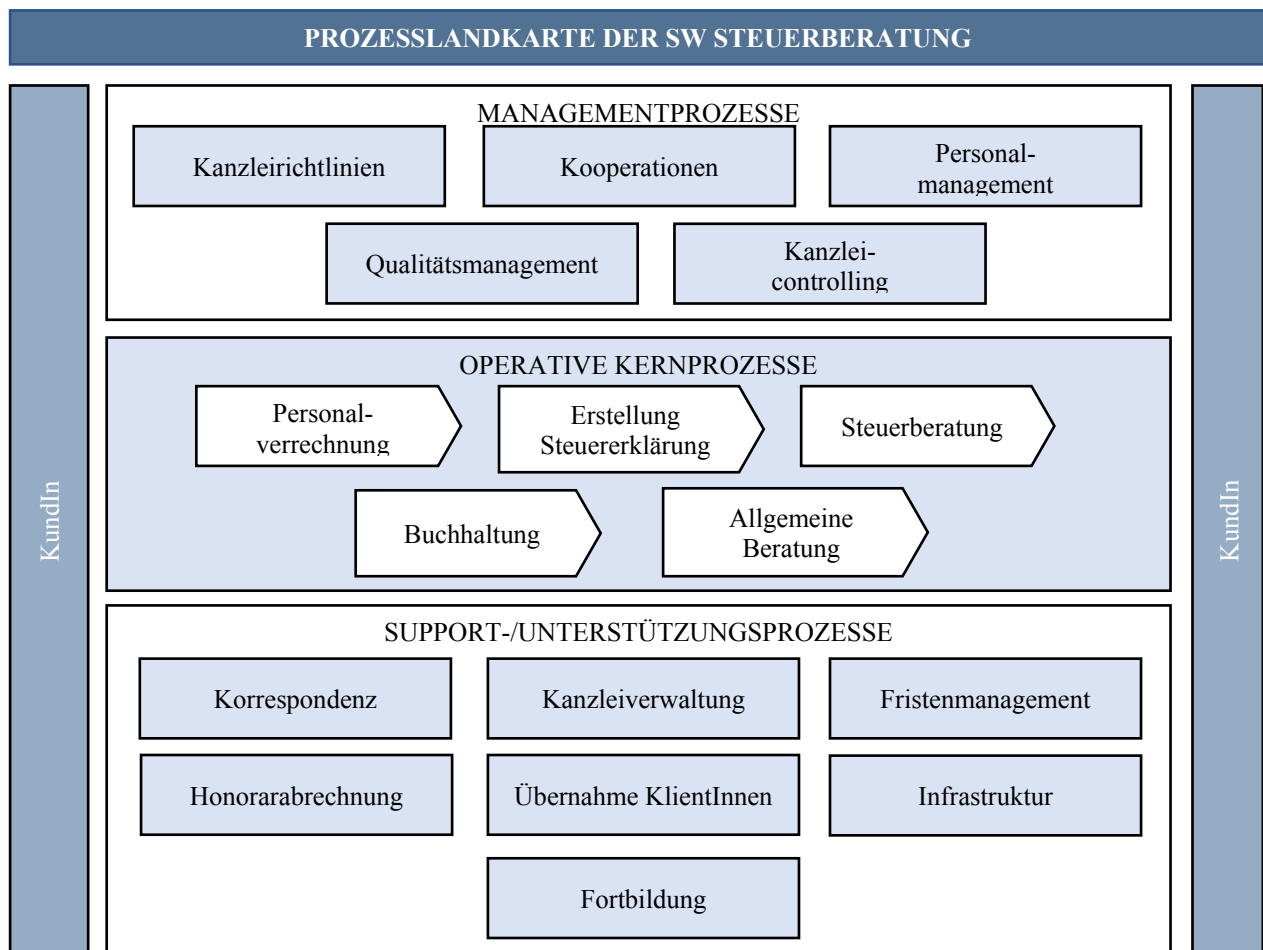 PROZESSLANDKARTE DER SW STEUERBERATUNG
KundIn
MANAGEMENTPROZESSE
Kanzleirichtlinien
Kooperationen
Personal-
management
Qualitätsmanagement
Kanzlei-
controlling
OPERATIVE KERNPROZESSE
Personal-
verrechnung
Erstellung
Steuererklärung
Steuerberatung
Buchhaltung
Allgemeine
Beratung
SUPPORT-/UNTERSTÜTZUNGSPROZESSE
Korrespondenz
Kanzleiverwaltung
Fristenmanagement
Honorarabrechnung
Übernahme KlientInnen
Infrastruktur
Fortbildung
KundIn